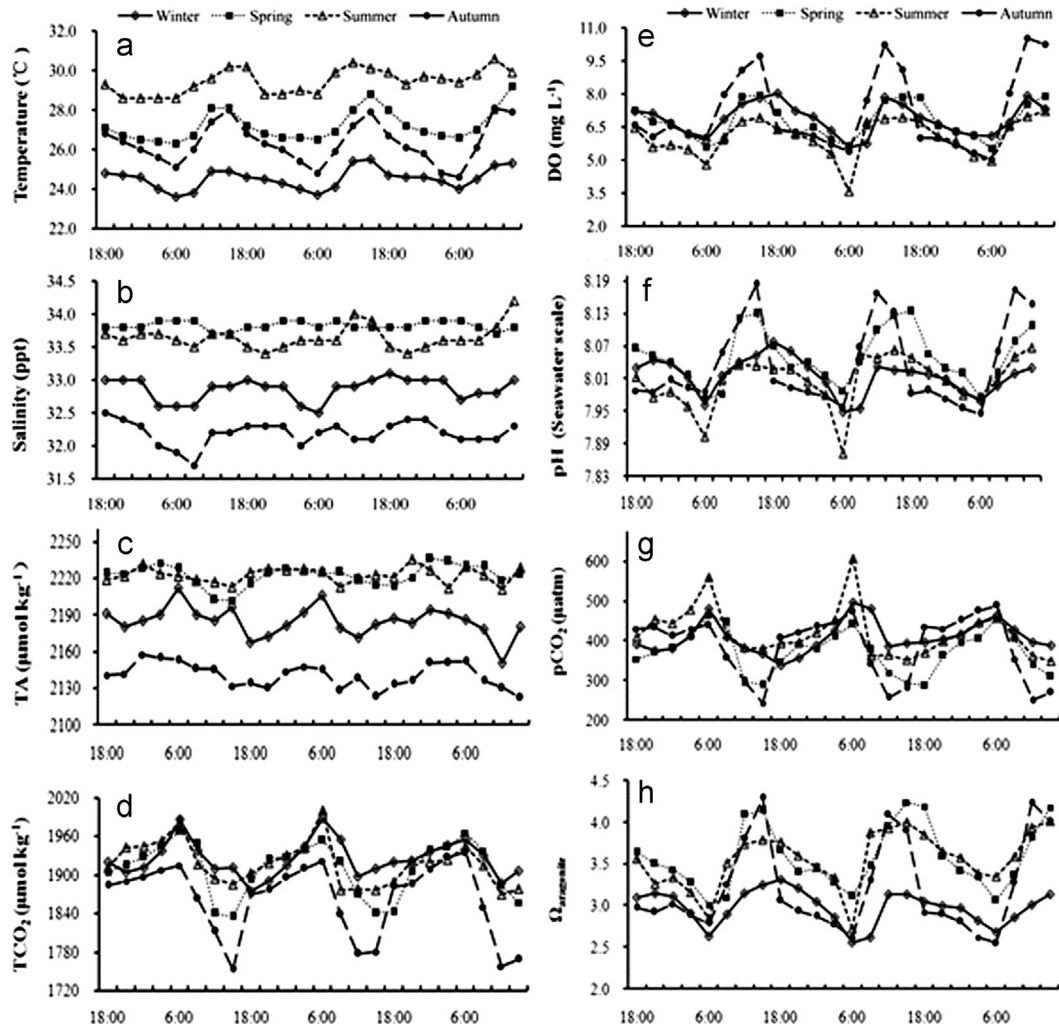 Winter Spring Summer Autumn
a
Temperature (℃)
32.0
30.0
28.0
26.0
24.0
22.0
18:00 6:00 18:00 6:00 18:00 6:00
b
Salinity (ppt)
34.5
34.0
33.5
33.0
32.5
32.0
31.5
18:00 6:00 18:00 6:00 18:00 6:00
c
TA (µmol kg⁻¹)
2250
2220
2190
2160
2130
2100
18:00 6:00 18:00 6:00 18:00 6:00
d
TCO₂ (µmol kg⁻¹)
2020
1960
1900
1840
1780
1720
18:00 6:00 18:00 6:00 18:00 6:00
Winter Spring Summer Autumn
e
DO (mg L⁻¹)
11.0
9.5
8.0
6.5
5.0
3.5
2.0
18:00 6:00 18:00 6:00 18:00 6:00
f
pH (Seawater scale)
8.19
8.13
8.07
8.01
7.95
7.89
7.83
18:00 6:00 18:00 6:00 18:00 6:00
g
pCO₂ (µatm)
600
500
400
300
200
18:00 6:00 18:00 6:00 18:00 6:00
h
Ωaragonite
4.5
4.0
3.5
3.0
2.5
2.0
18:00 6:00 18:00 6:00 18:00 6:00